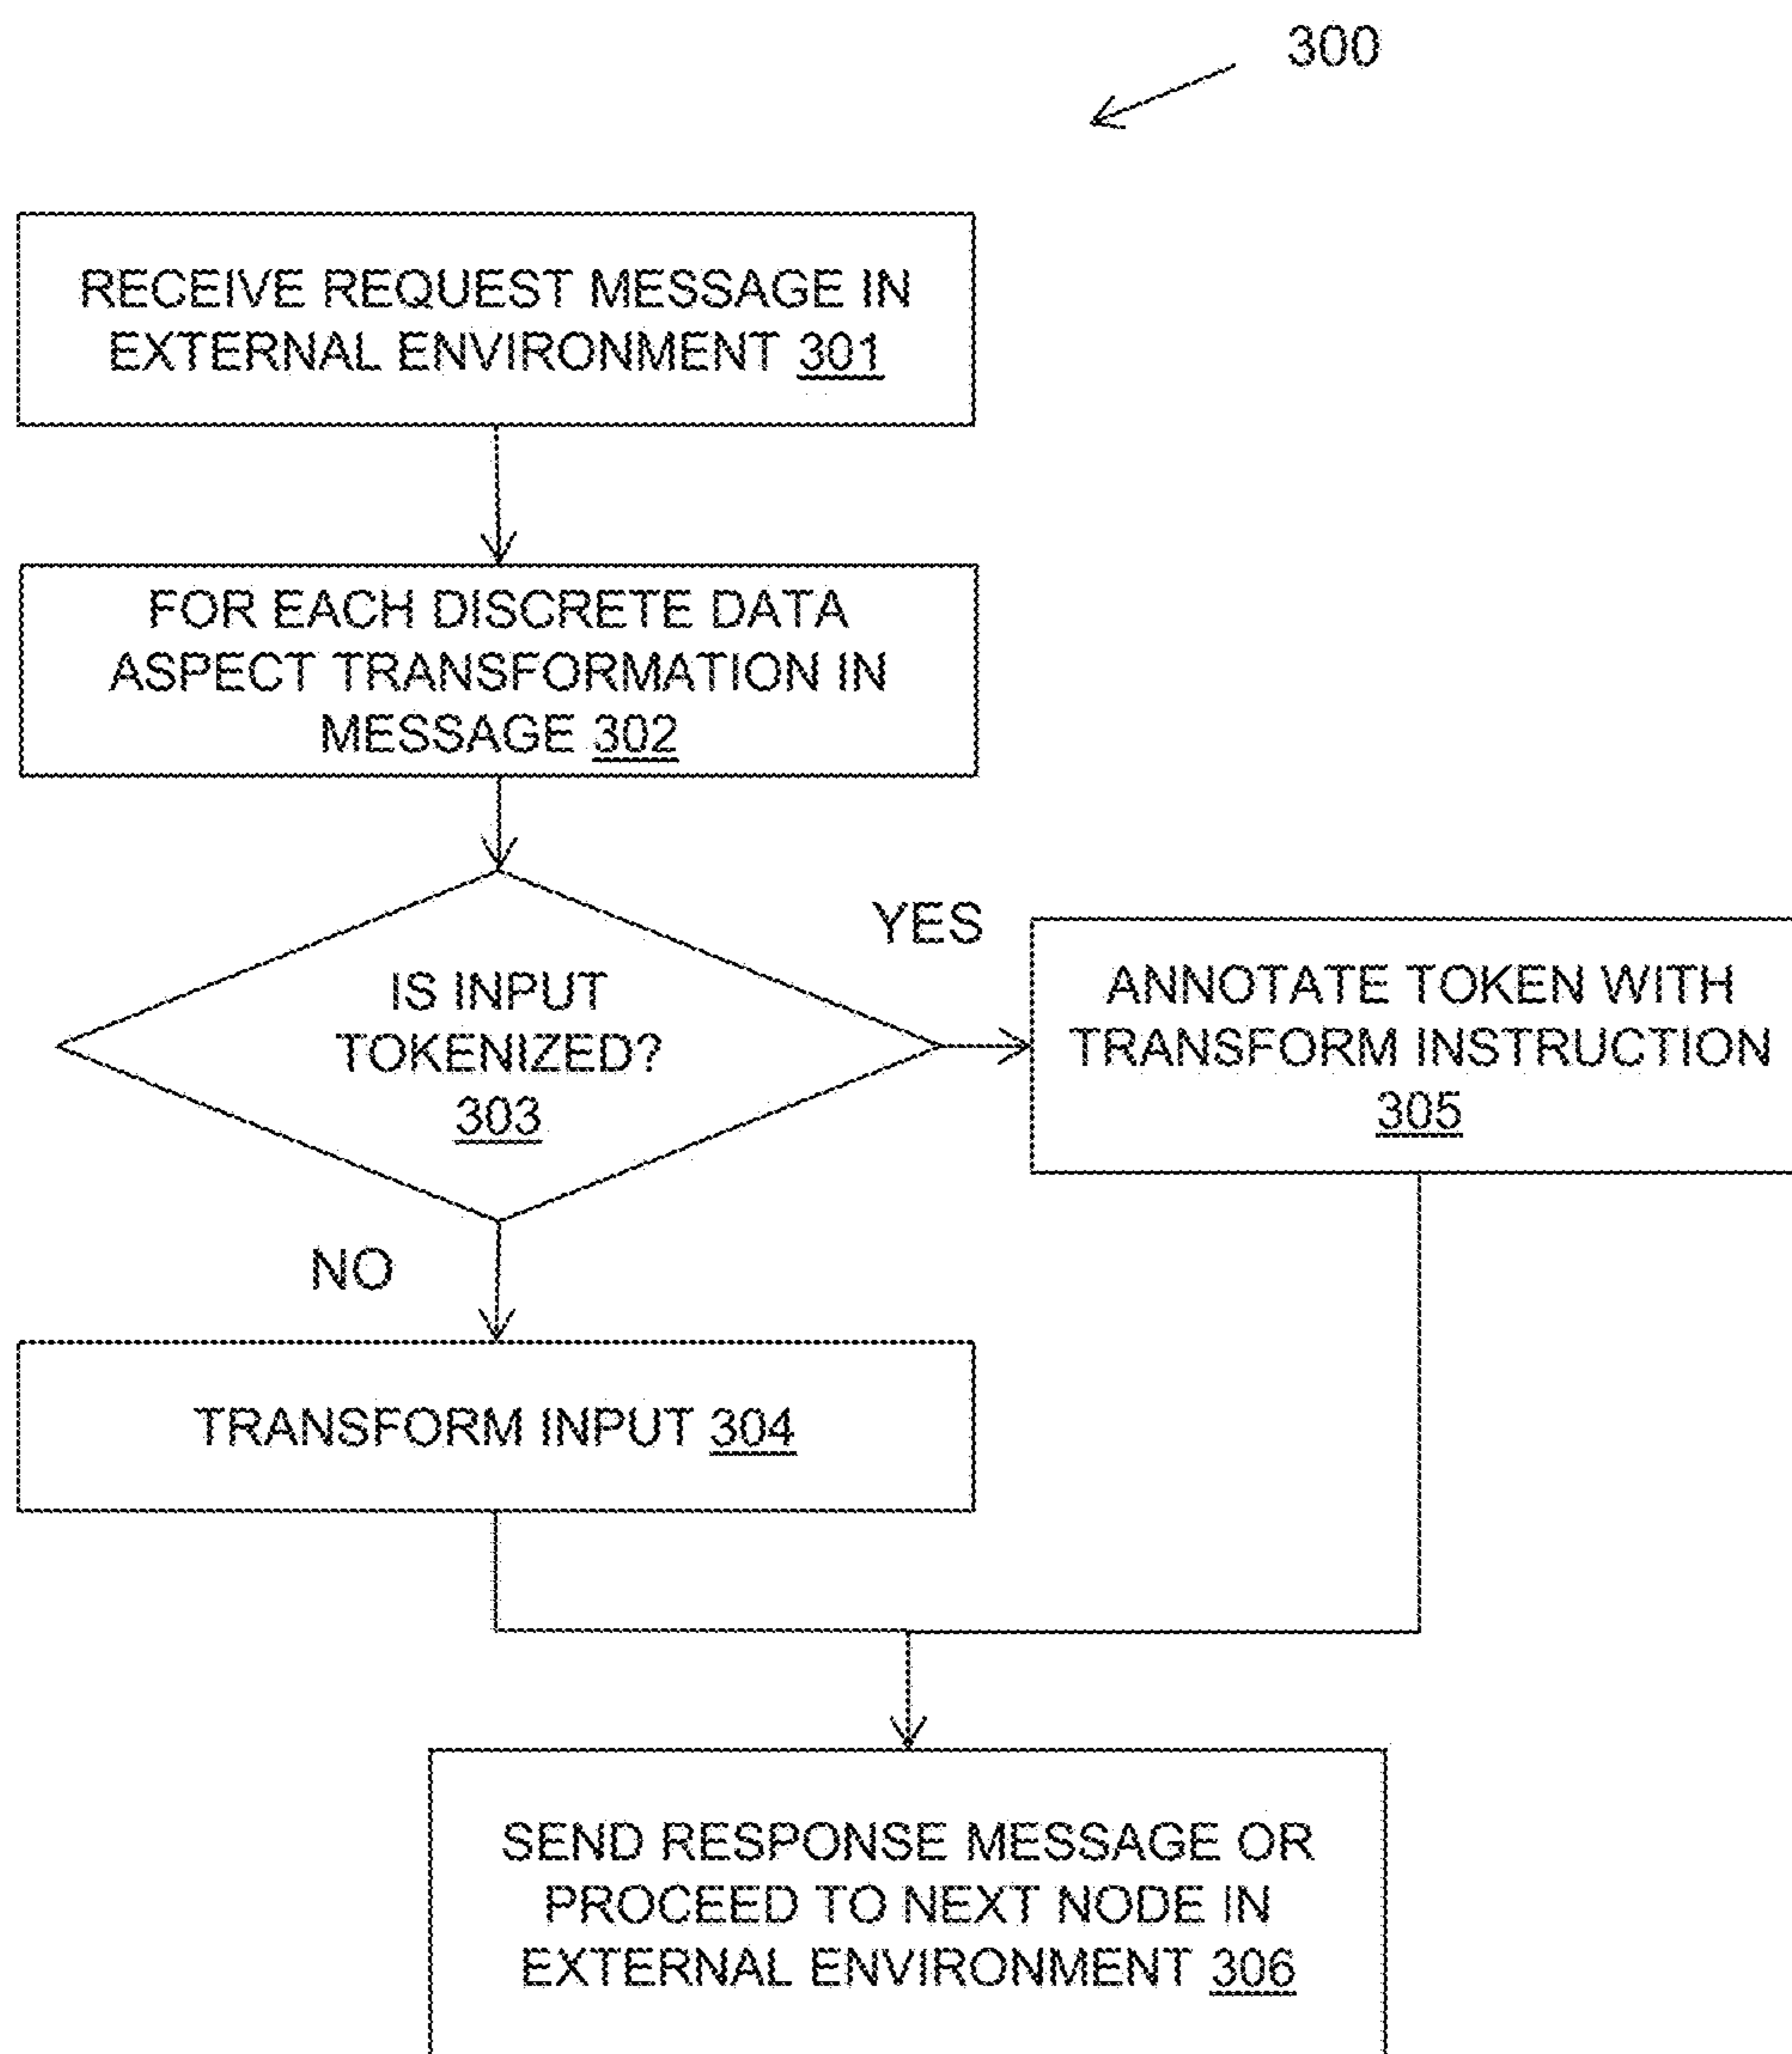 300
RECEIVE REQUEST MESSAGE IN
EXTERNAL ENVIRONMENT 301
FOR EACH DISCRETE DATA
ASPECT TRANSFORMATION IN
MESSAGE 302
YES
IS INPUT
TOKENIZED?
303
ANNOTATE TOKEN WITH
TRANSFORM INSTRUCTION
305
NO
TRANSFORM INPUT 304
SEND RESPONSE MESSAGE OR
PROCEED TO NEXT NODE IN
EXTERNAL ENVIRONMENT 306